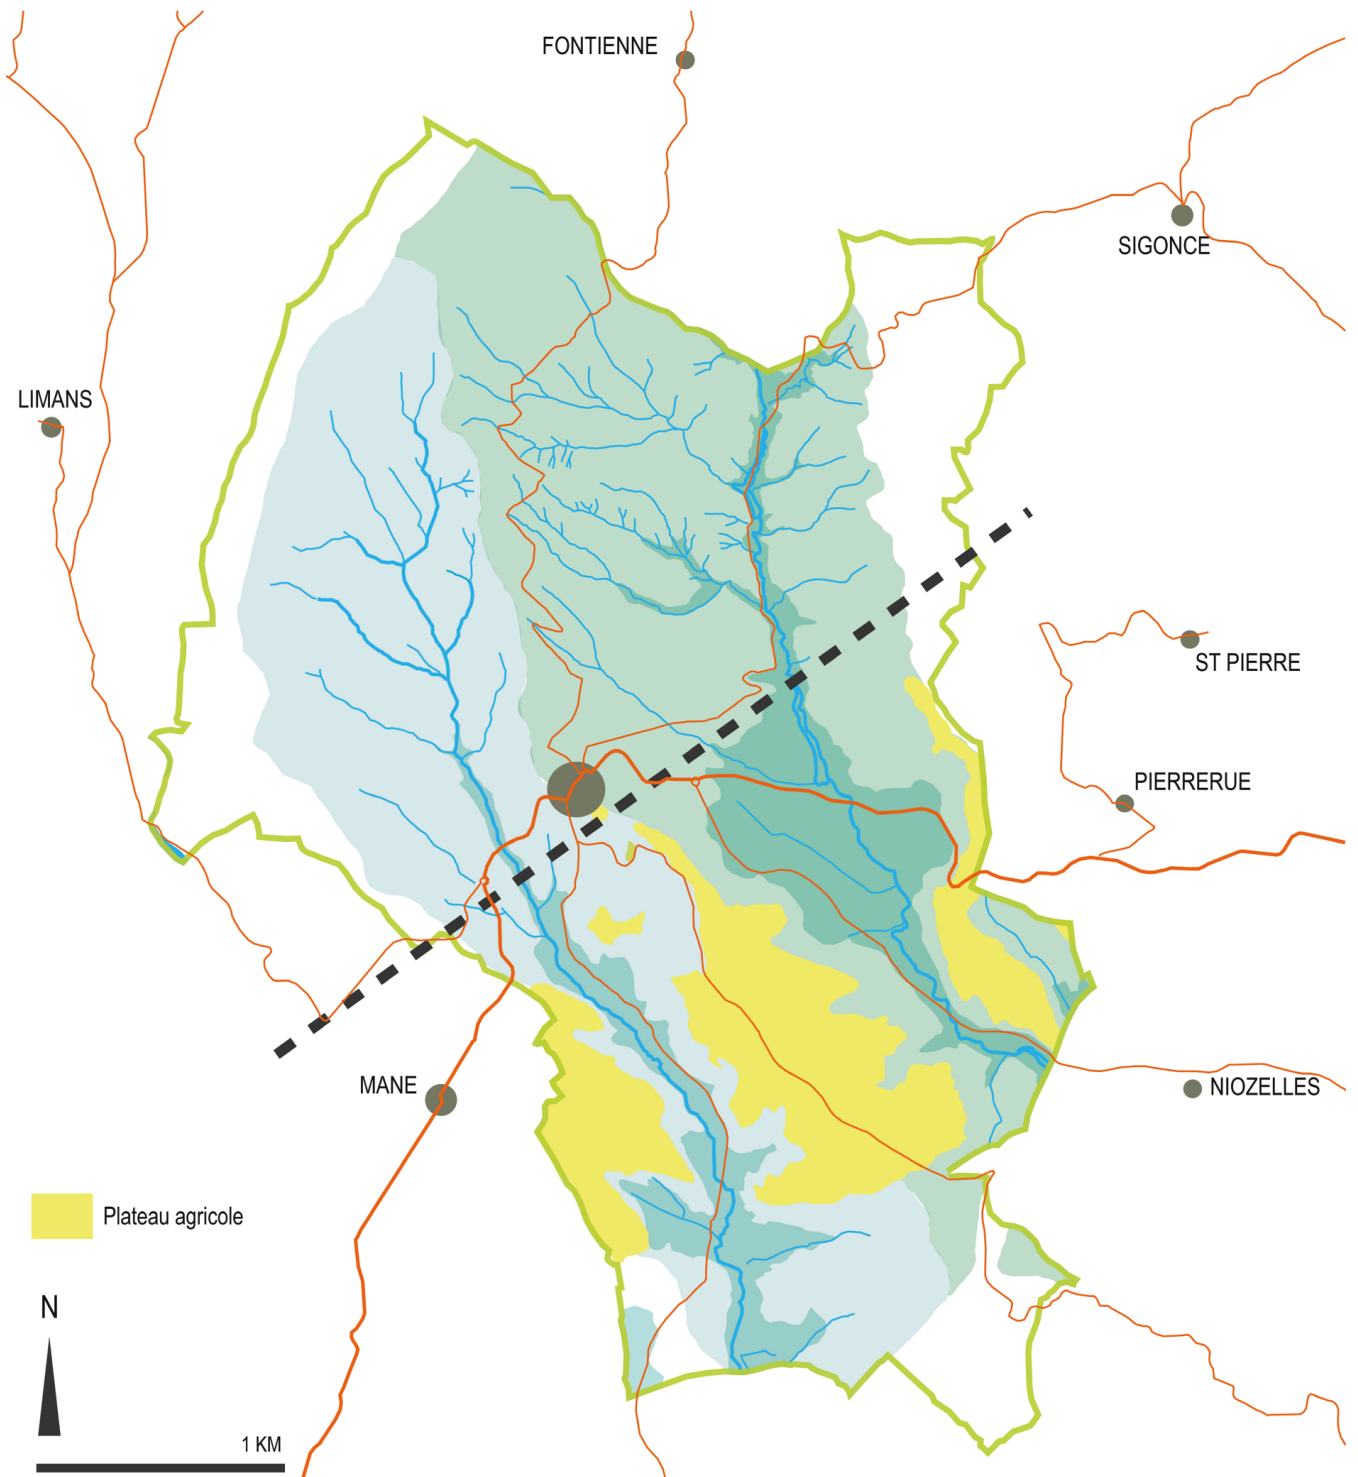 FONTIENNE
SIGONCE
LIMANS
ST PIERRE
PIERRERUE
MANE
NIOZELLES
Plateau agricole
N
1 KM